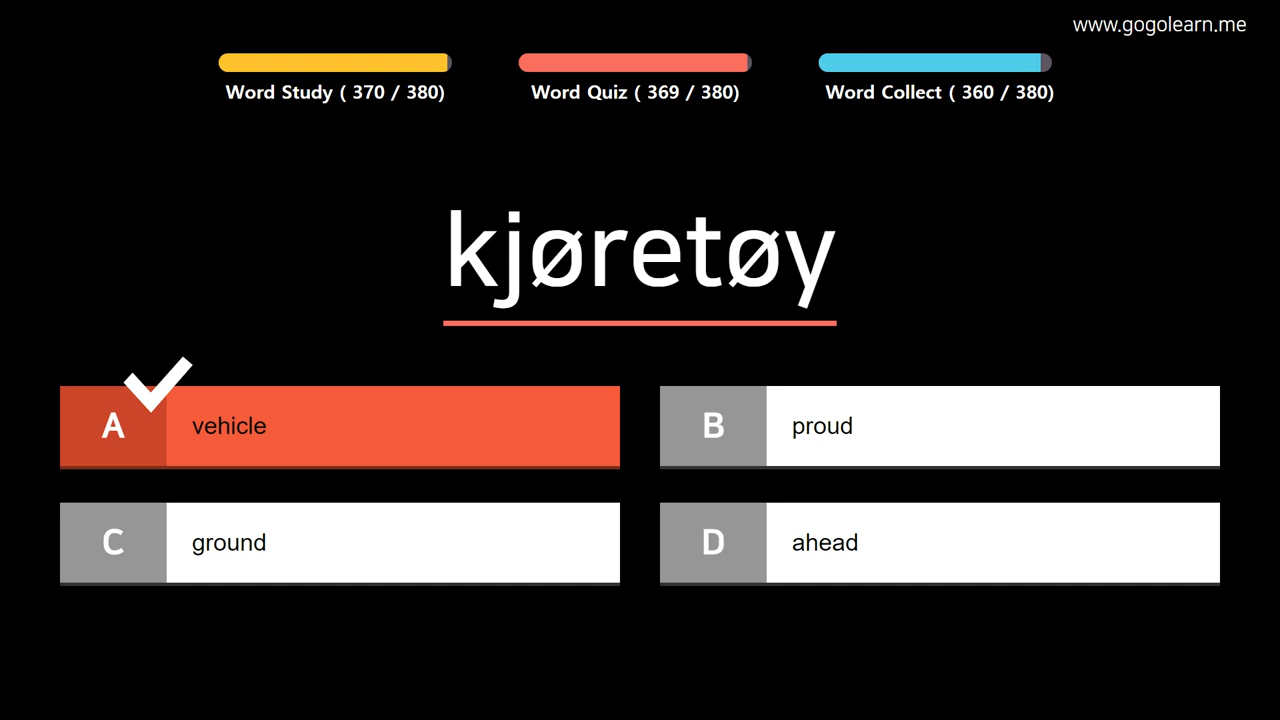 www.gogolearn.me
Word Study ( 370 / 380)
Word Quiz ( 369 / 380)
Word Collect ( 360 / 380)
kjøretøy
A vehicle
B proud
C ground
D ahead